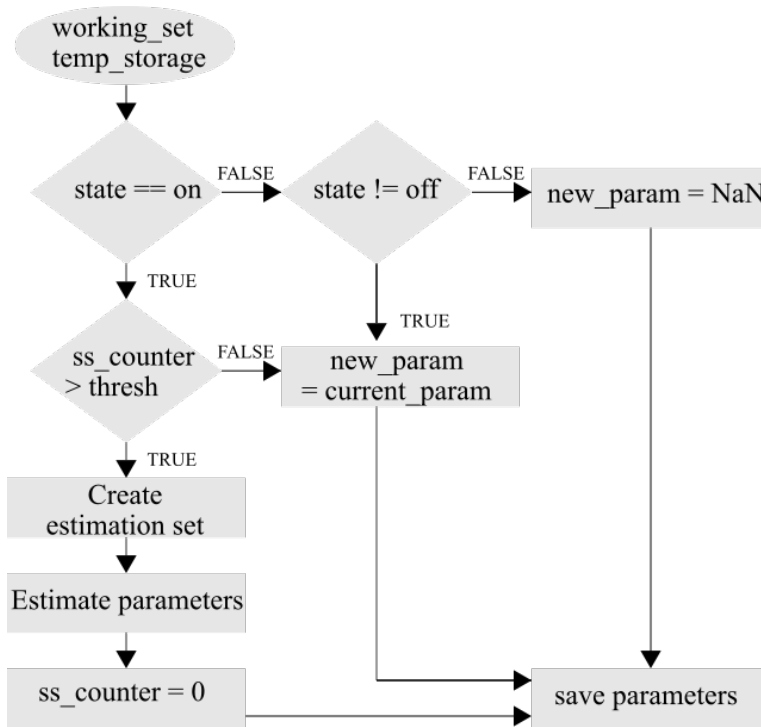 working_set
temp_storage
state == on
FALSE
state != off
FALSE
new_param = NaN
TRUE
TRUE
ss_counter
> thresh
FALSE
new_param
= current_param
TRUE
Create
estimation set
Estimate parameters
ss_counter = 0
save parameters